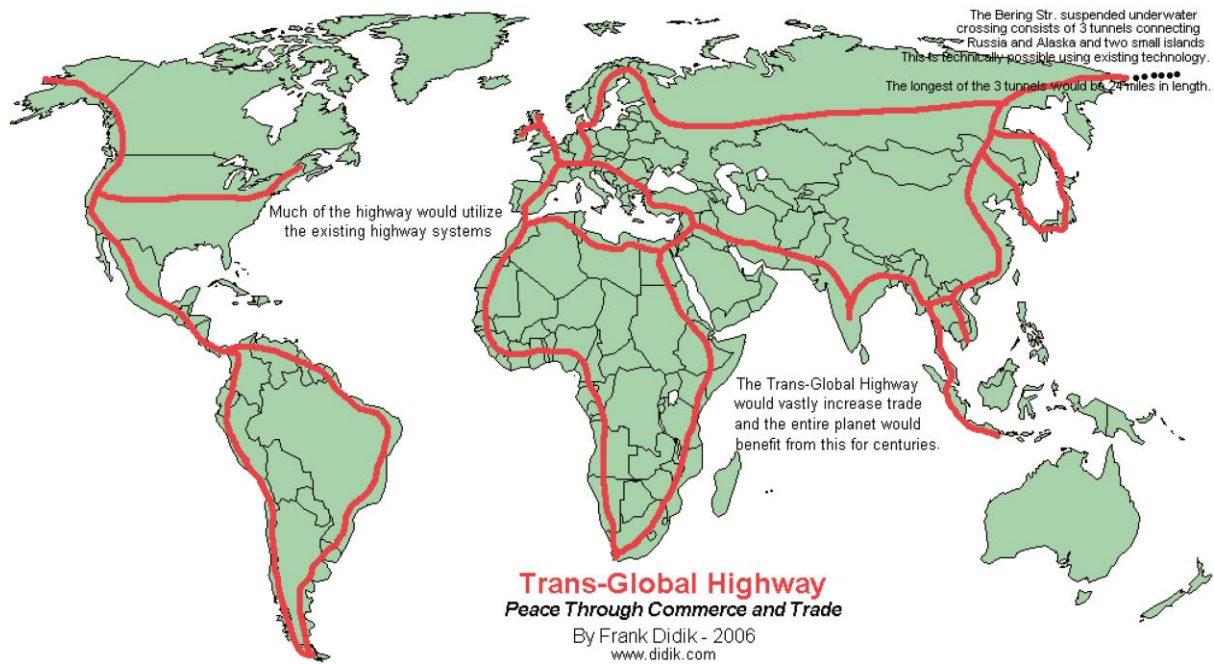 The Bering Str. suspended underwater
crossing consists of 3 tunnels connecting
Russia and Alaska and two small islands
This is technically possible using existing technology.
The longest of the 3 tunnels would be 24 miles in length.
Much of the highway would utilize
the existing highway systems
The Trans-Global Highway
would vastly increase trade
and the entire planet would
benefit from this for centuries.
Trans-Global Highway
Peace Through Commerce and Trade
By Frank Didik - 2006
www.didik.com